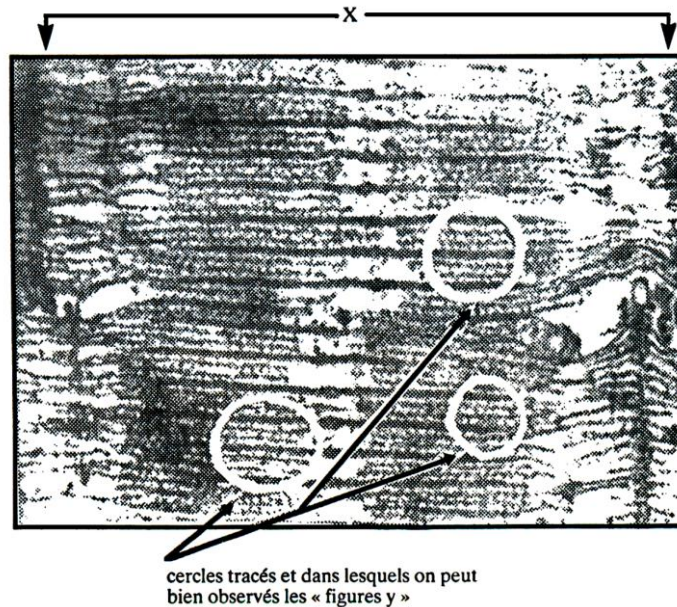 X
cercles tracés et dans lesquels on peut
bien observés les « figures y »